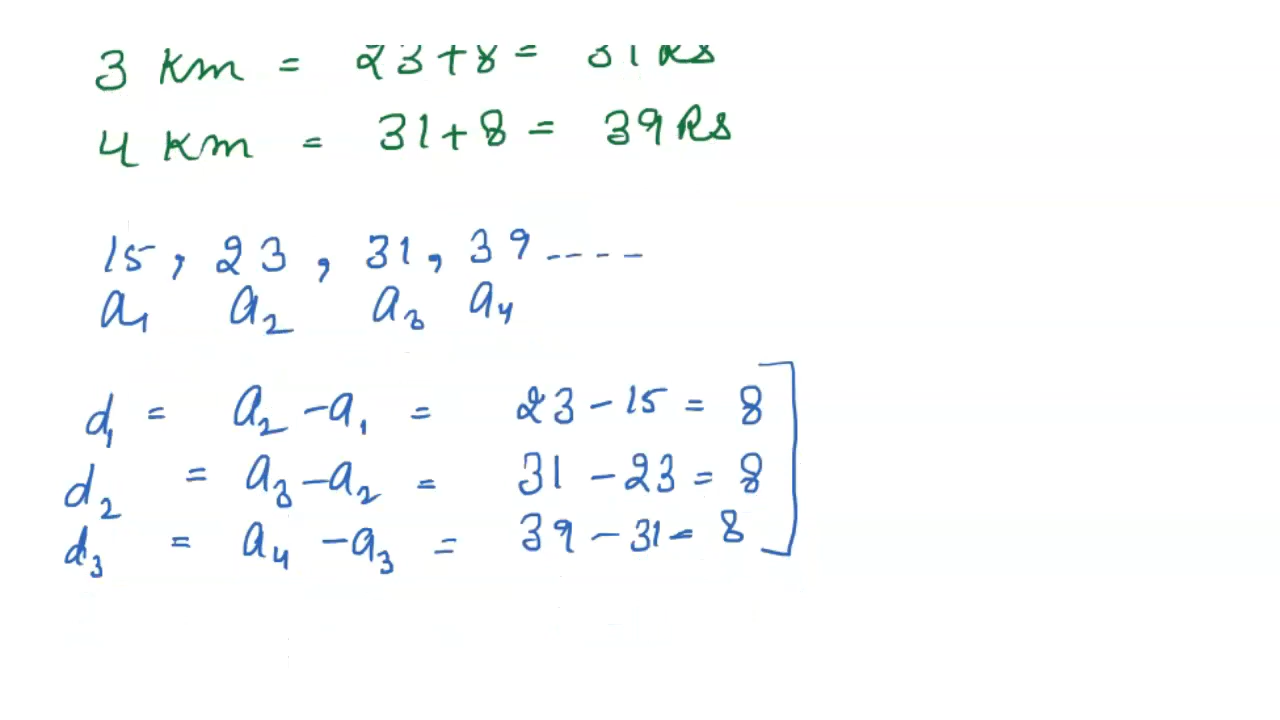 3 Km = 23+8 = 31 Rs
4 Km = 31+8 = 39 Rs
15, 23, 31, 39 ----
a1 a2 a3 a4
d1 = a2 -a1 = 23 - 15 = 8
d2 = a3 -a2 = 31 - 23 = 8
d3 = a4 -a3 = 39 - 31 = 8